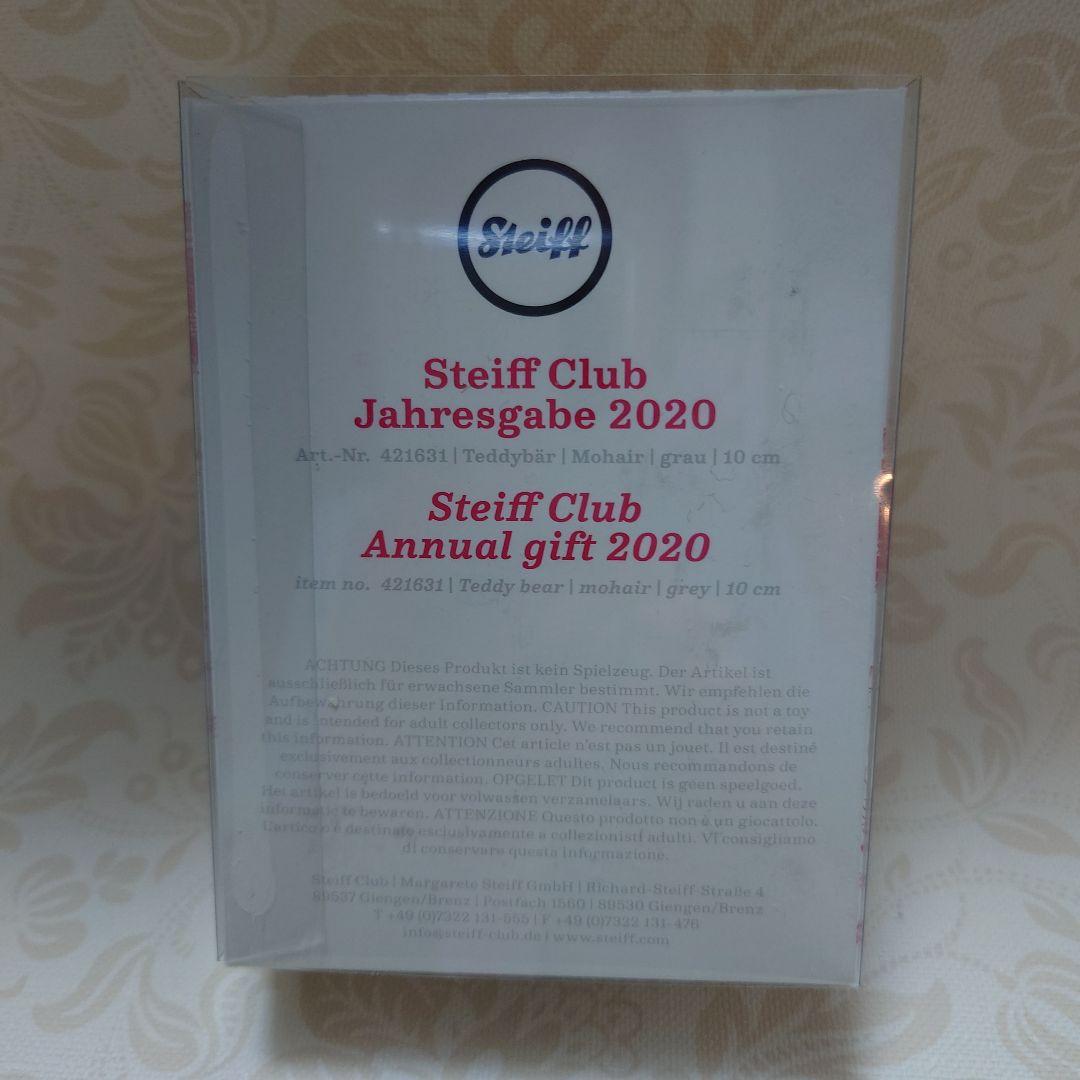 Steiff
Steiff Club
Jahresgabe 2020
Art.-Nr. 421631 | Teddybär | Mohair | grau | 10 cm
Steiff Club
Annual gift 2020
item no. 421631 | Teddy bear | mohair | grey | 10 cm
ACHTUNG Dieses Produkt ist kein Spielzeug. Der Artikel ist
ausschließlich für erwachsene Sammler bestimmt. Wir empfehlen die
Aufbewahrung dieser Information. CAUTION This product is not a toy
and is intended for adult collectors only. We recommend that you retain
this information. ATTENTION Cet article n'est pas un jouet. Il est destiné
exclusivement aux collectionneurs adultes. Nous recommandons de
conserver cette information. OPGELET Dit product is geen speelgoed.
Het artikel is bedoeld voor volwassen verzamelaars. Wij raden u aan deze
informatie te bewaren. ATTENZIONE Questo prodotto non è un giocattolo.
L'articolo è destinato esclusivamente a collezionisti adulti. Vi consigliamo
di conservare questa informazione.
Steiff Club | Margarete Steiff GmbH | Richard-Steiff-Straße 4
89537 Giengen/Brenz | Postfach 1560 | 89530 Giengen/Brenz
T +49 (0)7322 131-555 | F +49 (0)7322 131-476
info@steiff-club.de | www.steiff.com